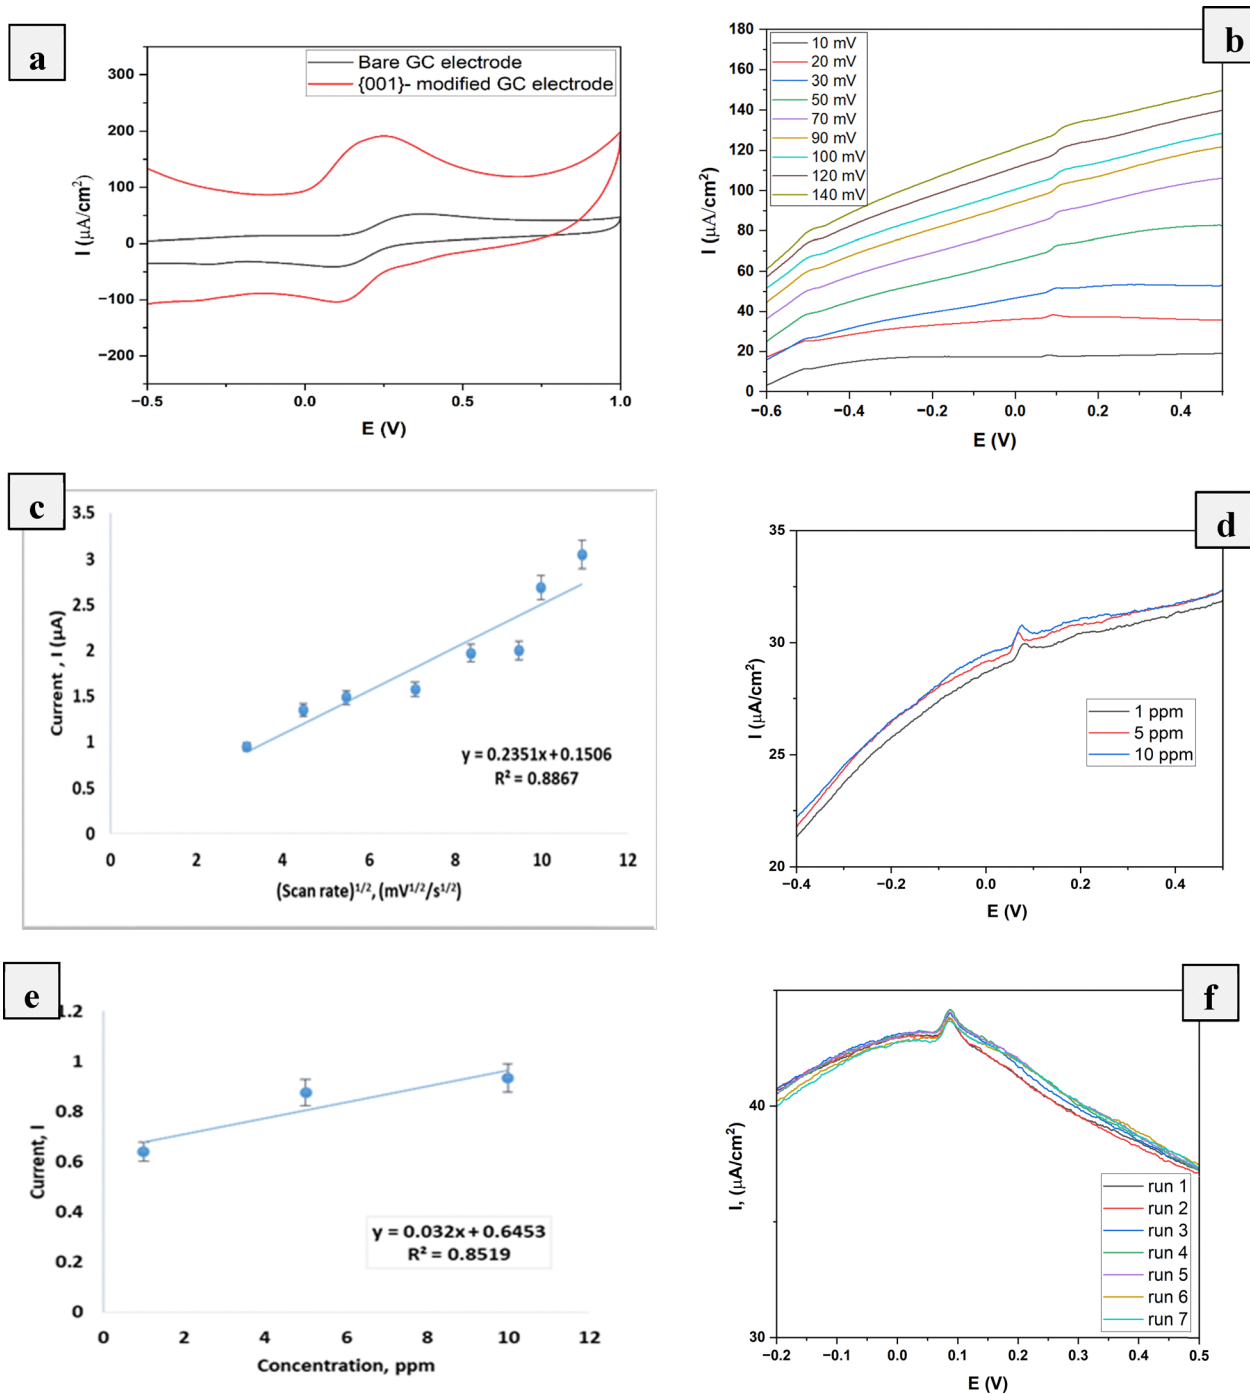 a
350
300
200
100
0
−100
−200
−0.5
0.0
0.5
1.0
I (μA/cm²)
E (V)
Bare GC electrode
{001}- modified GC electrode
b
180
160
140
120
100
80
60
40
20
0
−0.6
−0.4
−0.2
0.0
0.2
0.4
I (μA/cm²)
E (V)
10 mV
20 mV
30 mV
50 mV
70 mV
90 mV
100 mV
120 mV
140 mV
c
3.5
3
2.5
2
1.5
1
0.5
0
0
2
4
6
8
10
12
Current , I (μA)
(Scan rate)¹/², (mV¹/²/s¹/²)
y = 0.2351x + 0.1506
R² = 0.8867
d
35
30
25
20
−0.4
−0.2
0.0
0.2
0.4
I (μA/cm²)
E (V)
1 ppm
5 ppm
10 ppm
e
1.2
1
0.8
0.6
0.4
0.2
0
0
2
4
6
8
10
12
Current, I
Concentration, ppm
y = 0.032x + 0.6453
R² = 0.8519
f
40
30
−0.2
−0.1
0.0
0.1
0.2
0.3
0.4
0.5
I, (μA/cm²)
E (V)
run 1
run 2
run 3
run 4
run 5
run 6
run 7